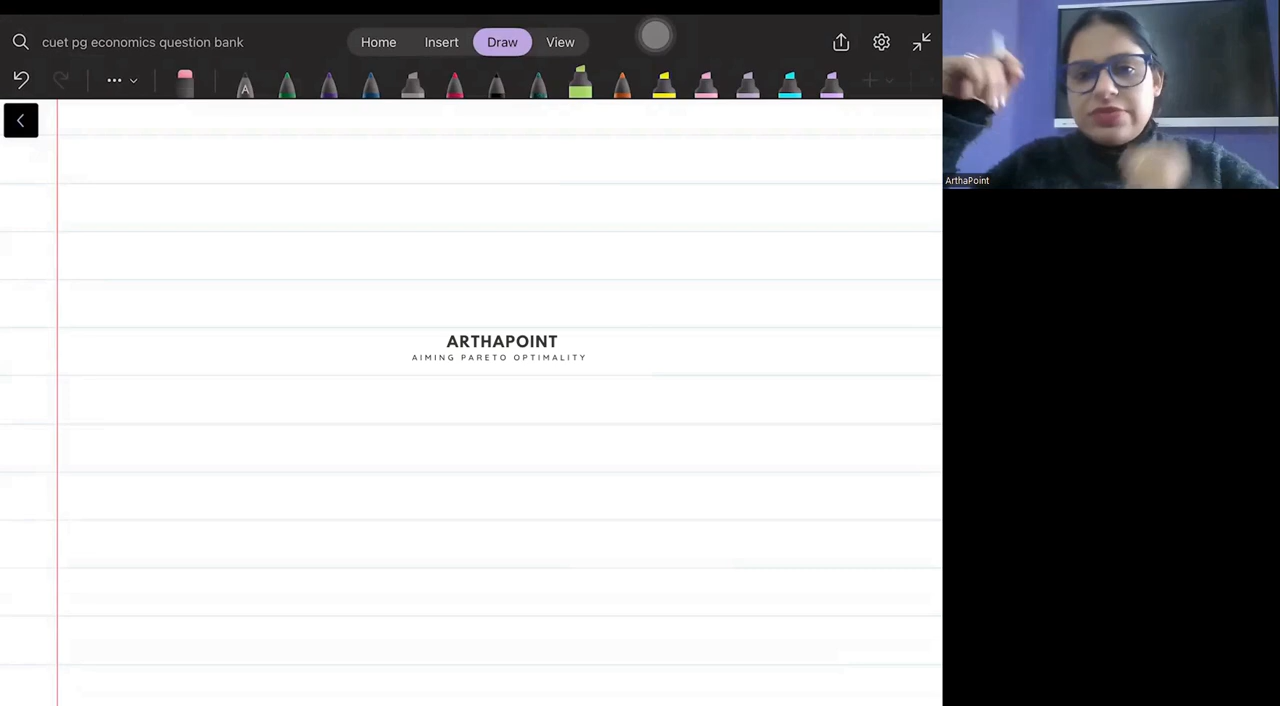 cuet pg economics question bank
Home Insert Draw View
A
ARTHAPOINT
AIMING PARETO OPTIMALITY
ArthaPoint